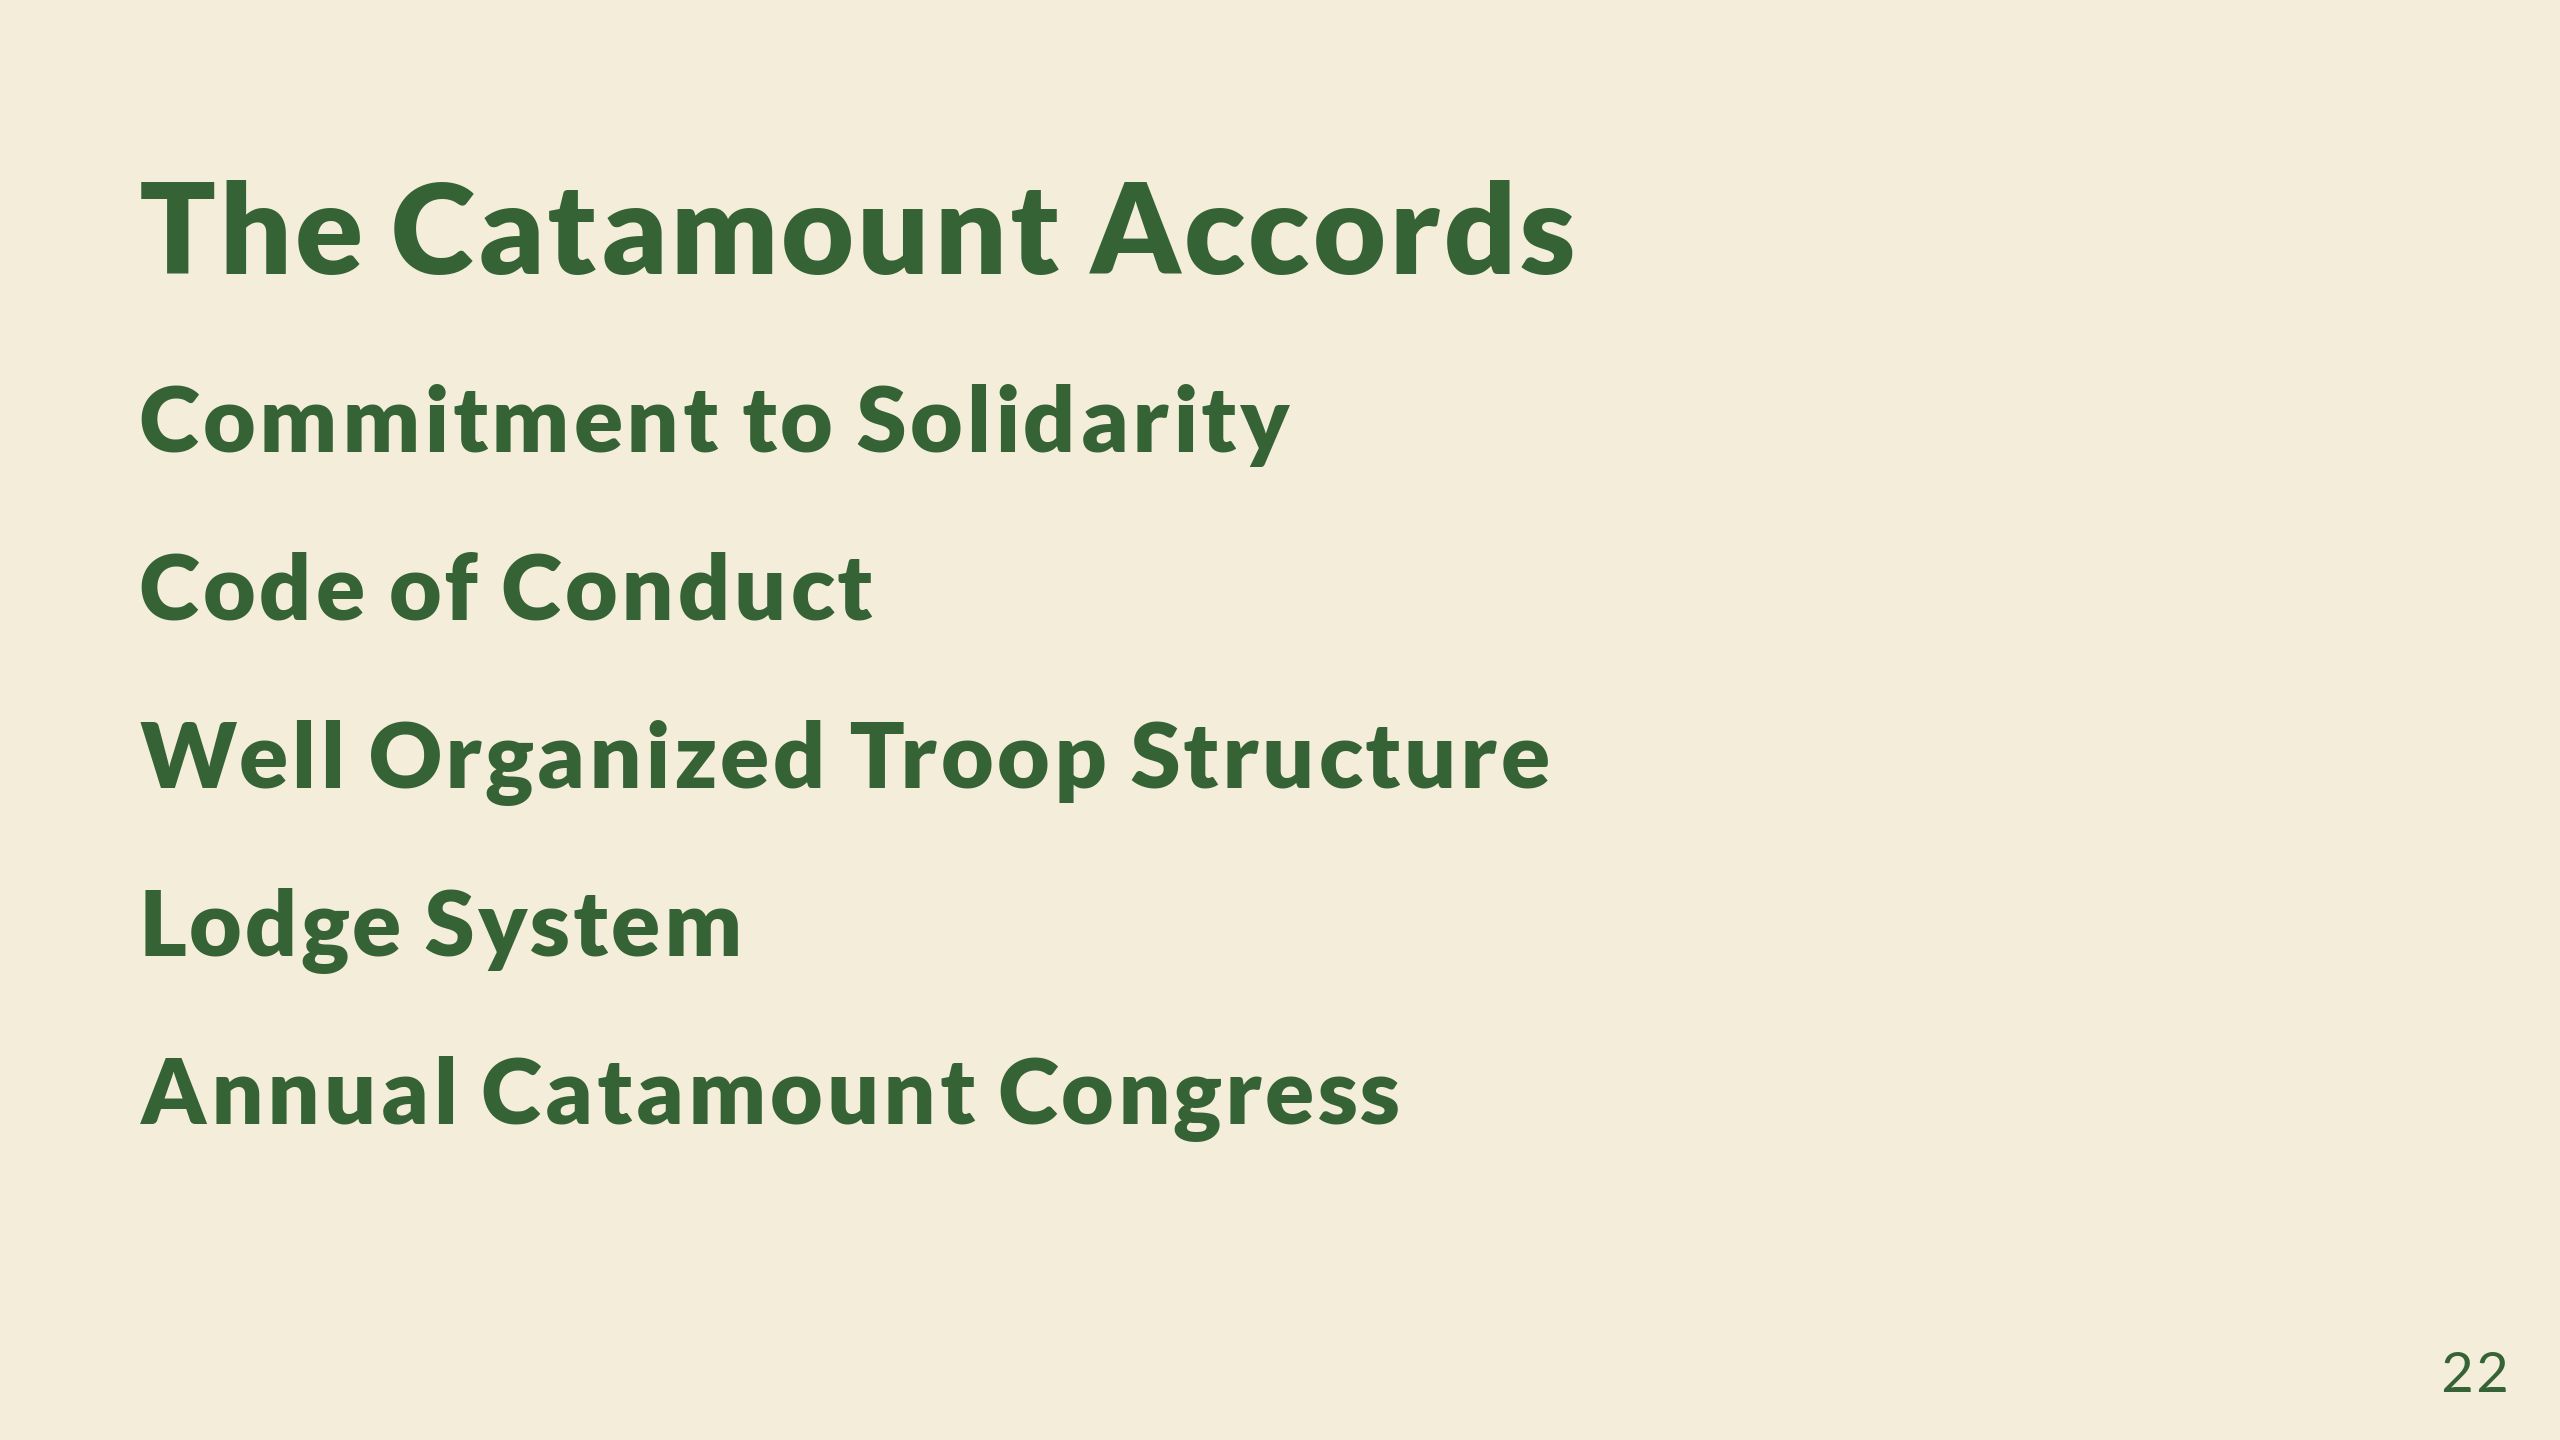 The Catamount Accords
Commitment to Solidarity
Code of Conduct
Well Organized Troop Structure
Lodge System
Annual Catamount Congress
22